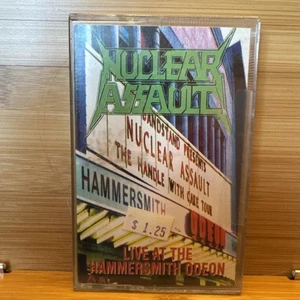 NUCLEAR
ASSAULT
BANDSTAND PRESENTS
NUCLEAR ASSAULT
THE HANDLE WITH CARE TOUR
HAMMERSMITH
ODEON
$1.25
LIVE AT THE
HAMMERSMITH ODEON